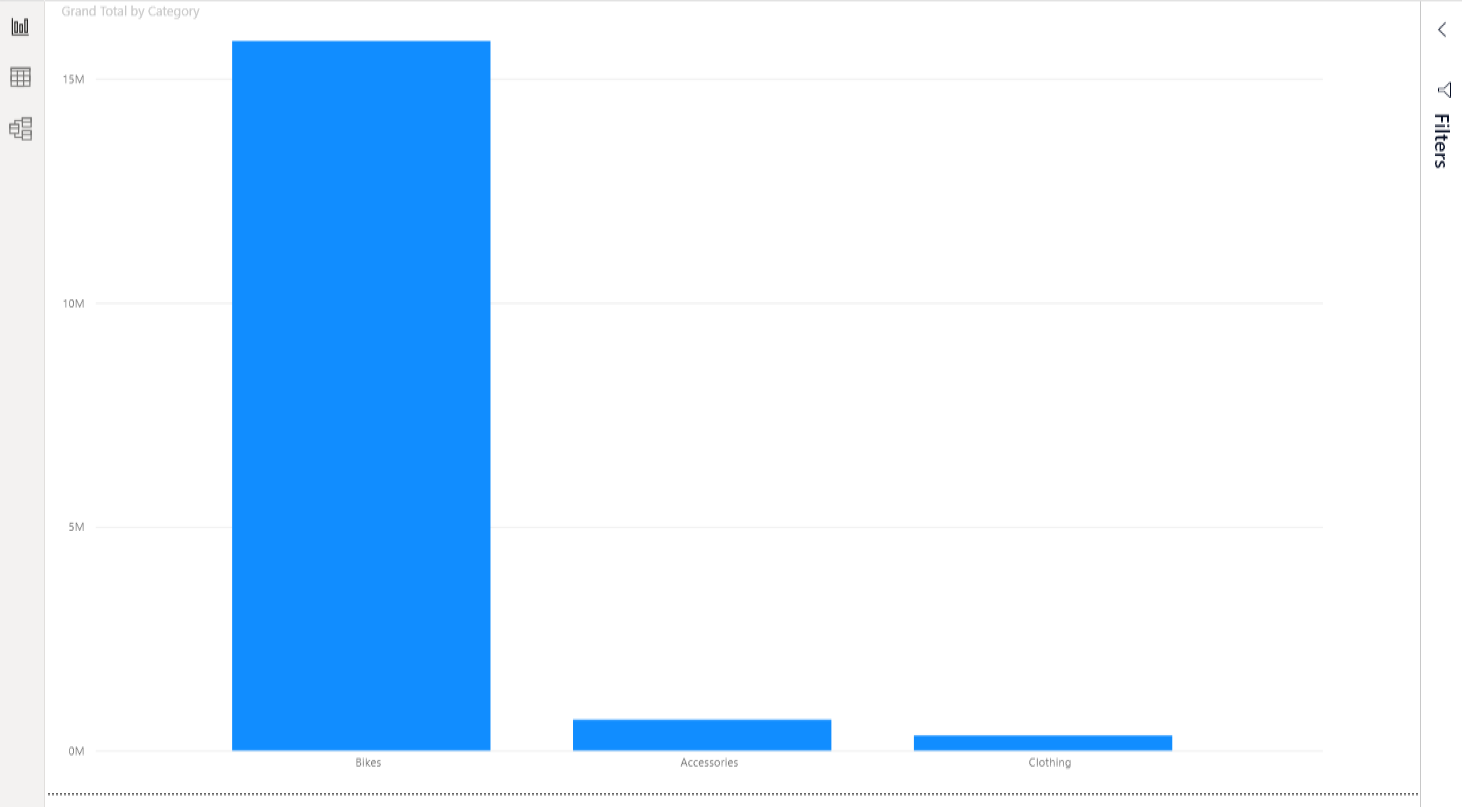 Grand Total by Category
15M
10M
5M
0M
Bikes
Accessories
Clothing
Filters